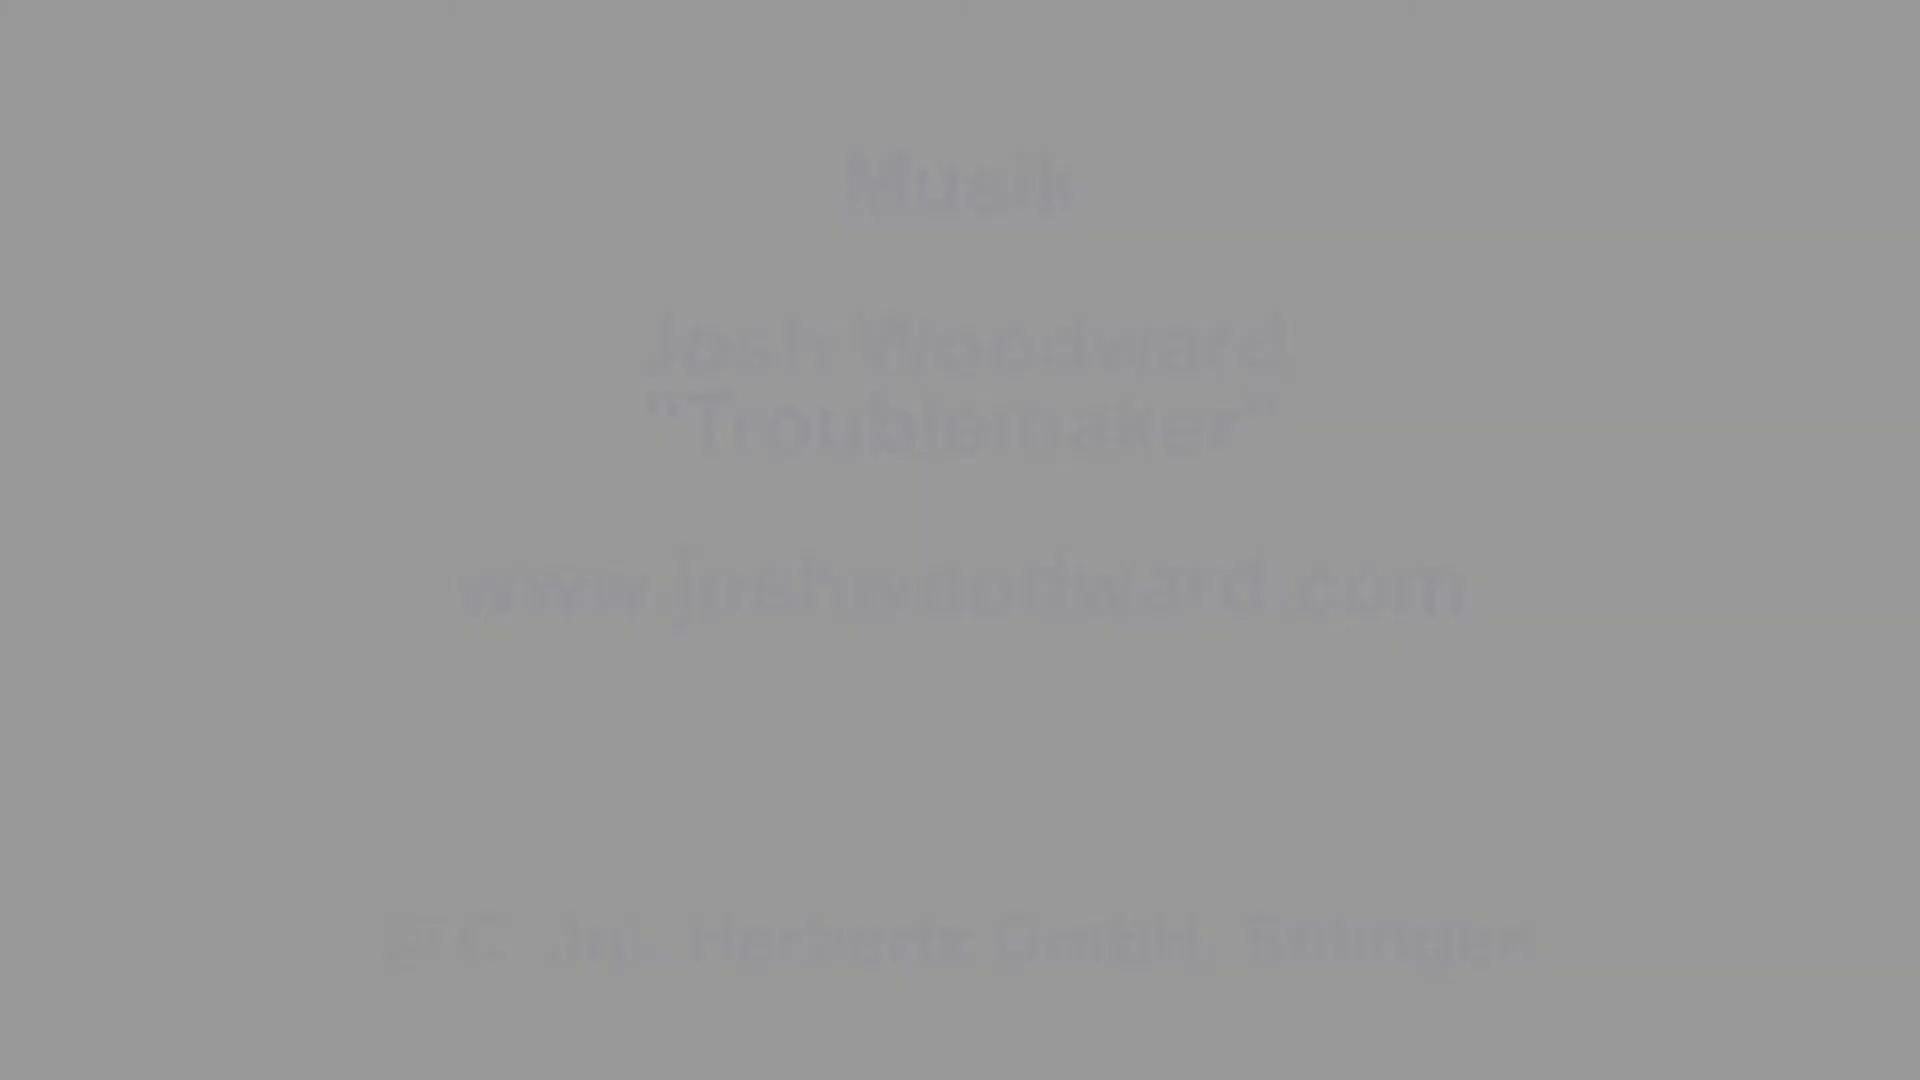 Musik
Josh Woodward,
"Troublemaker"
www.joshwoodward.com
© C. Jul. Herbertz GmbH, Solingen